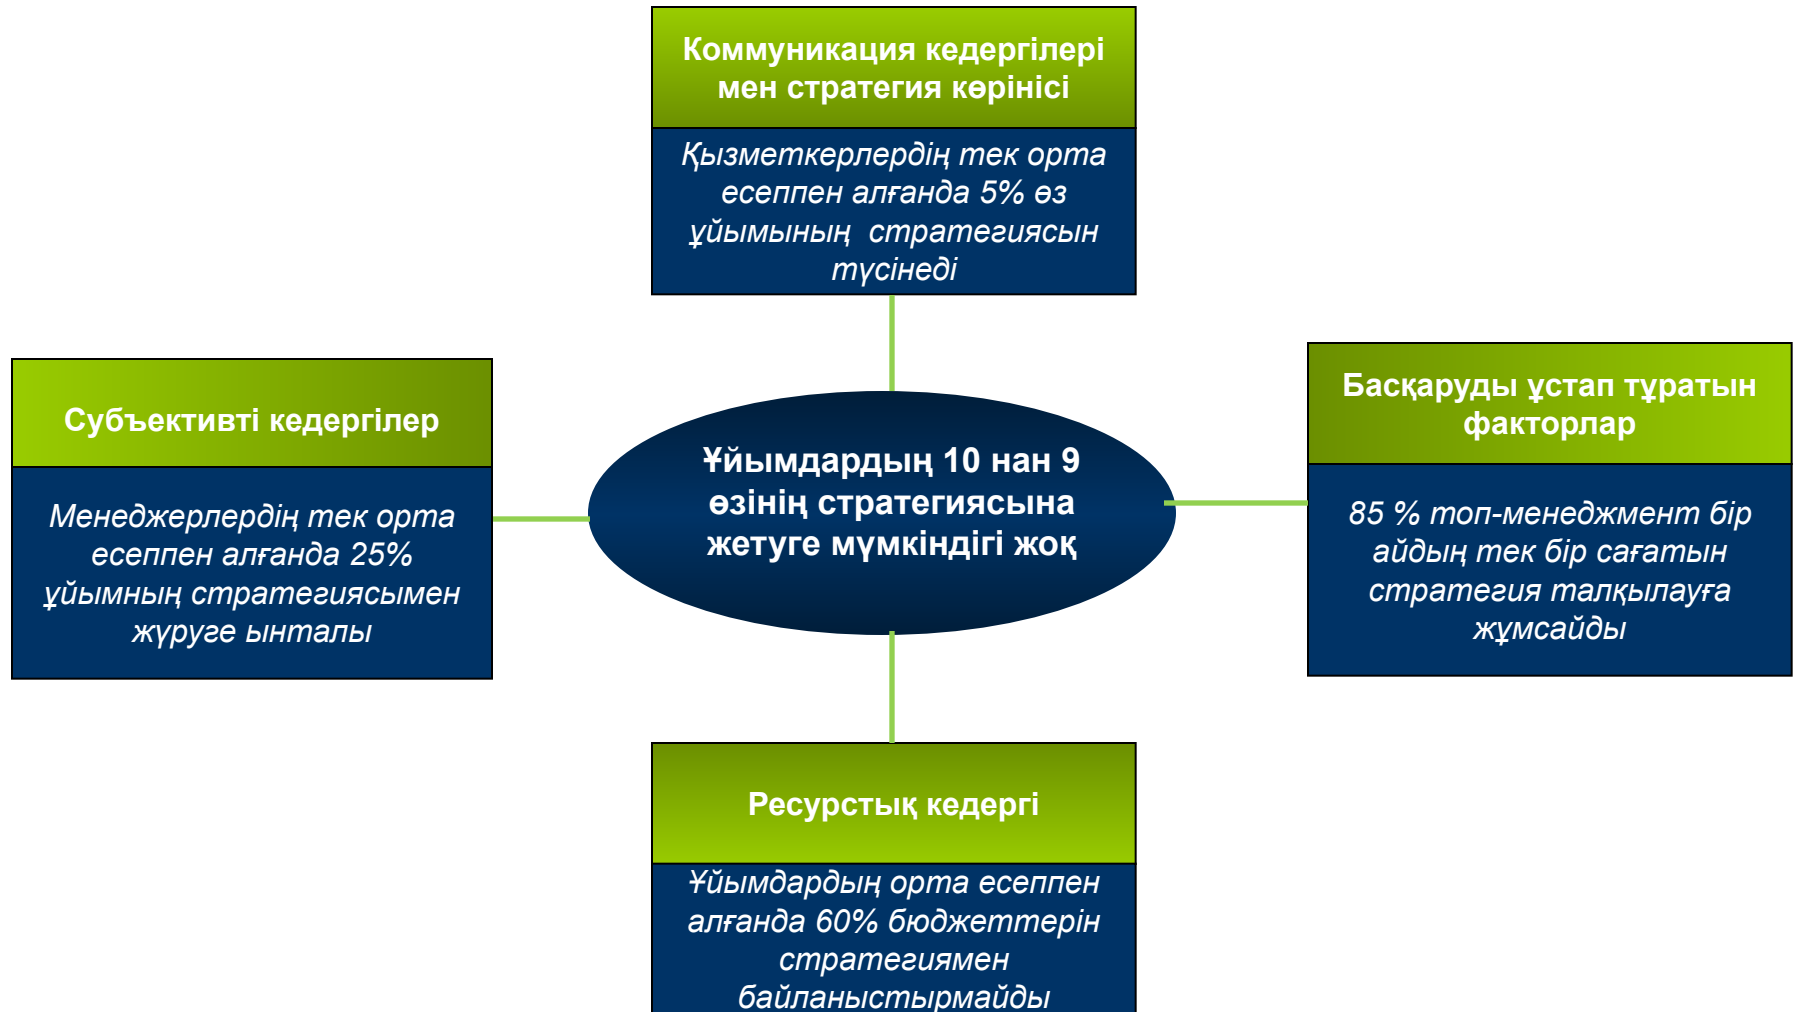 Коммуникация кедергілері
мен стратегия көрінісі
Қызметкерлердің тек орта
есеппен алғанда 5% өз
ұйымының стратегиясын
түсінеді
Субъективті кедергілер
Менеджерлердің тек орта
есеппен алғанда 25%
ұйымның стратегиясымен
жүруге ынталы
Ұйымдардың 10 нан 9
өзінің стратегиясына
жетуге мүмкіндігі жоқ
Басқаруды ұстап тұратын
факторлар
85 % топ-менеджмент бір
айдың тек бір сағатын
стратегия талқылауға
жұмсайды
Ресурстық кедергі
Ұйымдардың орта есеппен
алғанда 60% бюджеттерін
стратегиямен
байланыстырмайды